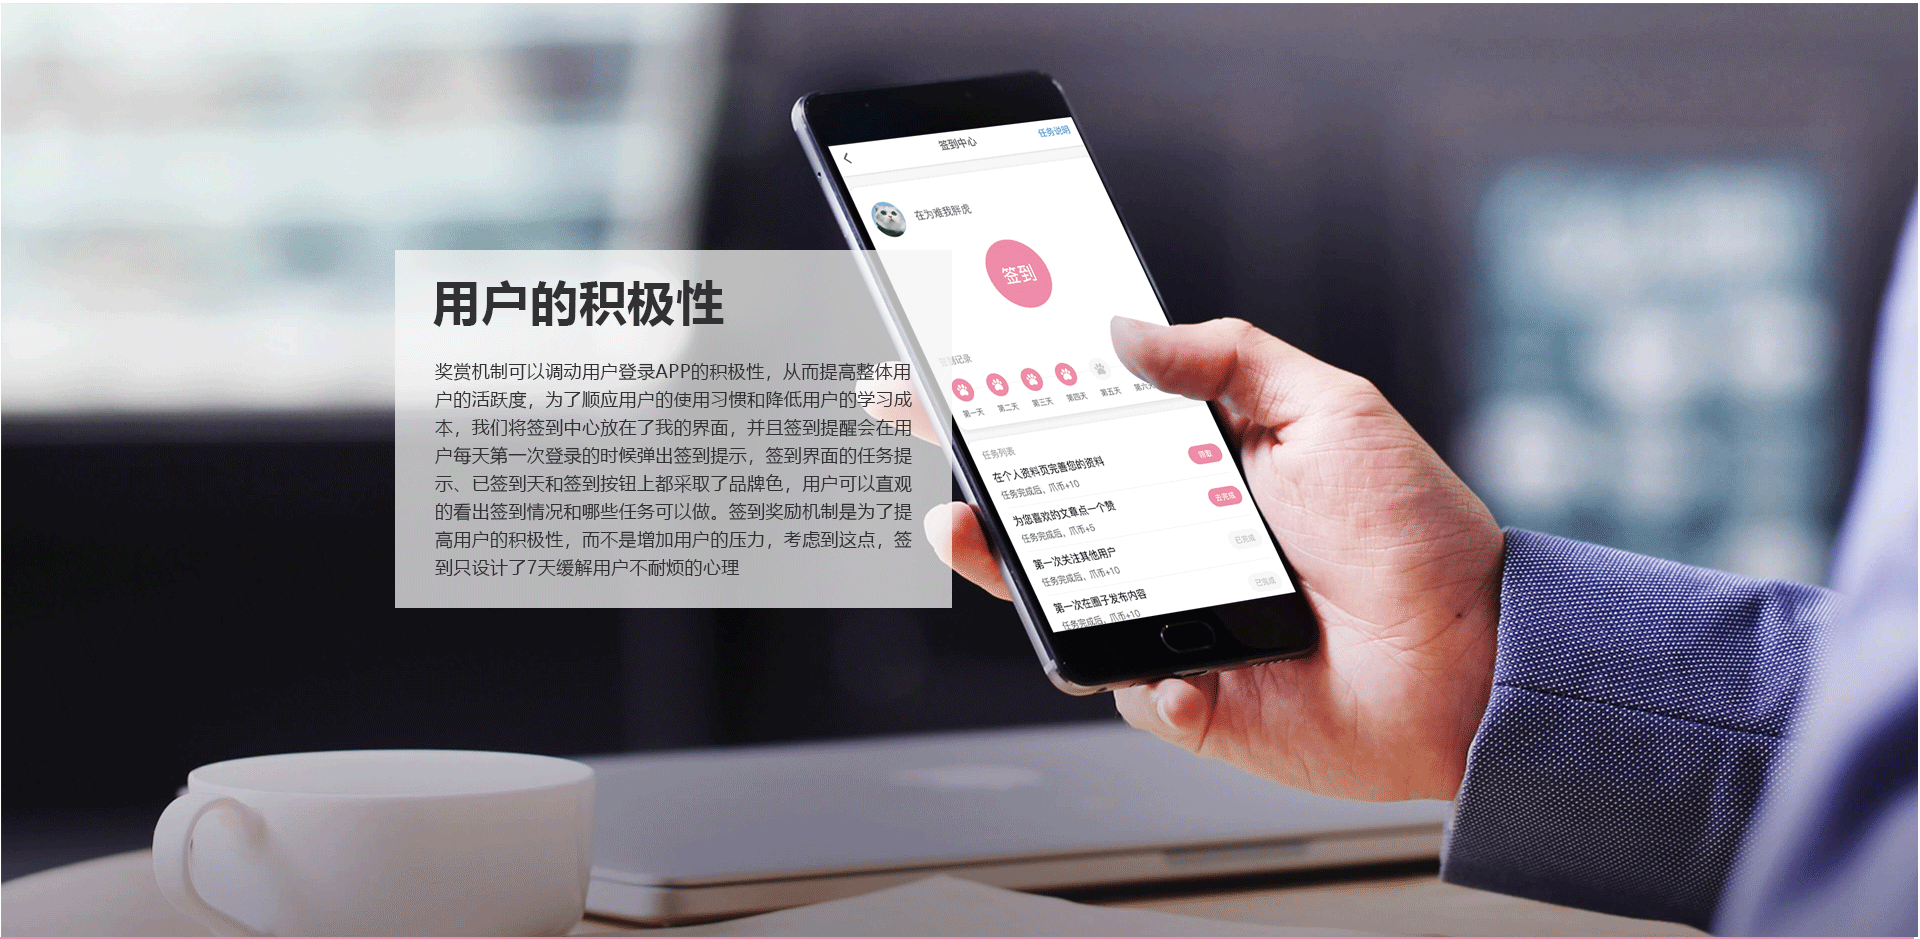 用户的积极性
奖赏机制可以调动用户登录APP的积极性，从而提高整体用
户的活跃度，为了顺应用户的使用习惯和降低用户的学习成
本，我们将签到中心放在了我的界面，并且签到提醒会在用
户每天第一次登录的时候弹出签到提示，签到界面的任务提
示、已签到天和签到按钮上都采取了品牌色，用户可以直观
的看出签到情况和哪些任务可以做。签到奖励机制是为了提
高用户的积极性，而不是增加用户的压力，考虑到这点，签
到只设计了7天缓解用户不耐烦的心理
签到中心 任务说明
在为难我胖虎
签到
签到记录
第一天 第二天 第三天 第四天 第五天 第六天
任务列表
在个人资料页完善您的资料 领取
任务完成后，爪币+10
为您喜欢的文章点一个赞 去完成
任务完成后，爪币+5
第一次关注其他用户 已完成
任务完成后，爪币+10
第一次在圈子发布内容 已完成
任务完成后，爪币+10